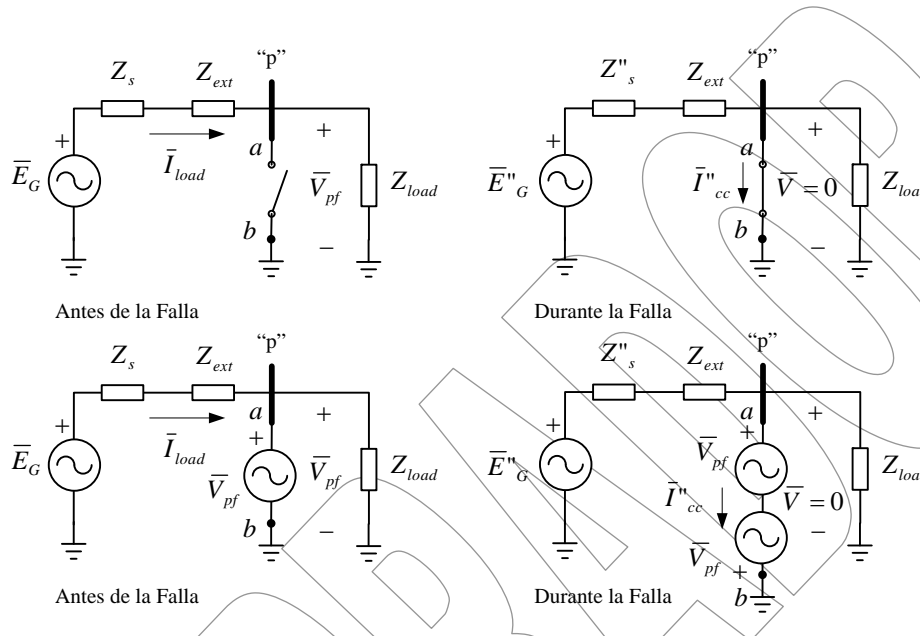 "p"
Z_s Z_ext
+
a
Ī_load
Ē_G
V̄_pf
Z_load
b
+
−
Antes de la Falla
"p"
Z"_s Z_ext
+
a
Ē"_G
Ī"_cc
V̄ = 0
Z_load
b
+
−
Durante la Falla
"p"
Z_s Z_ext
+
a
+
Ī_load
Ē_G
V̄_pf
V̄_pf
Z_load
b
+
−
Antes de la Falla
"p"
Z"_s Z_ext
+
a
+
V̄_pf
Ē"_G
Ī"_cc
V̄ = 0
Z_load
V̄_pf
+
b
+
−
Durante la Falla